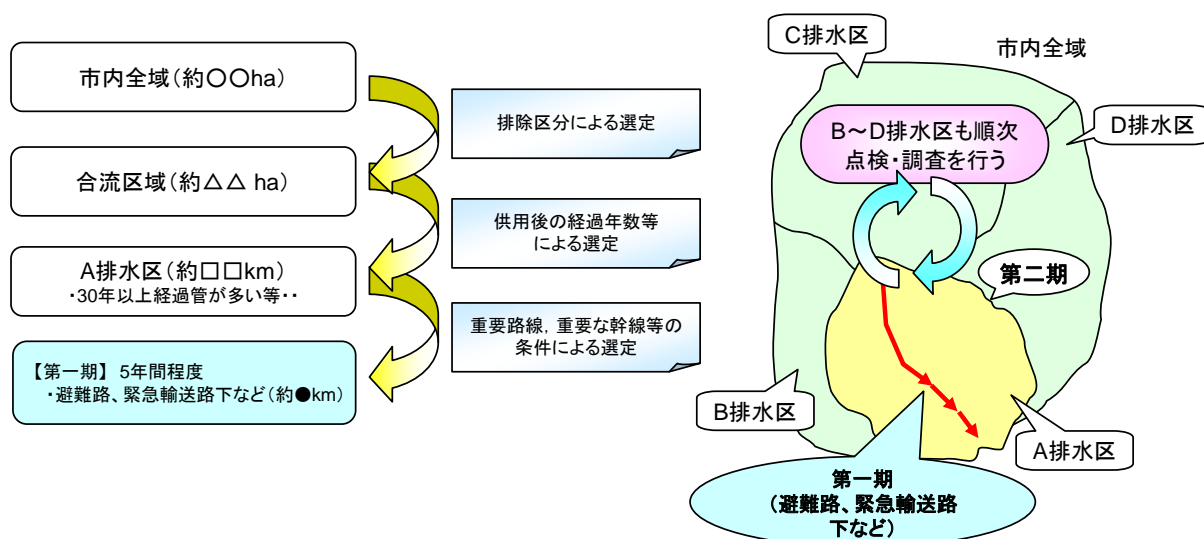 市内全域(約〇〇ha)
排除区分による選定
合流区域(約△△ ha)
供用後の経過年数等
による選定
A排水区(約□□km)
・30年以上経過管が多い等・・
重要路線,重要な幹線等の
条件による選定
【第一期】 5年間程度
・避難路、緊急輸送路下など(約●km)
C排水区
市内全域
B~D排水区も順次
点検・調査を行う
D排水区
第二期
B排水区
A排水区
第一期
(避難路、緊急輸送路
下など)